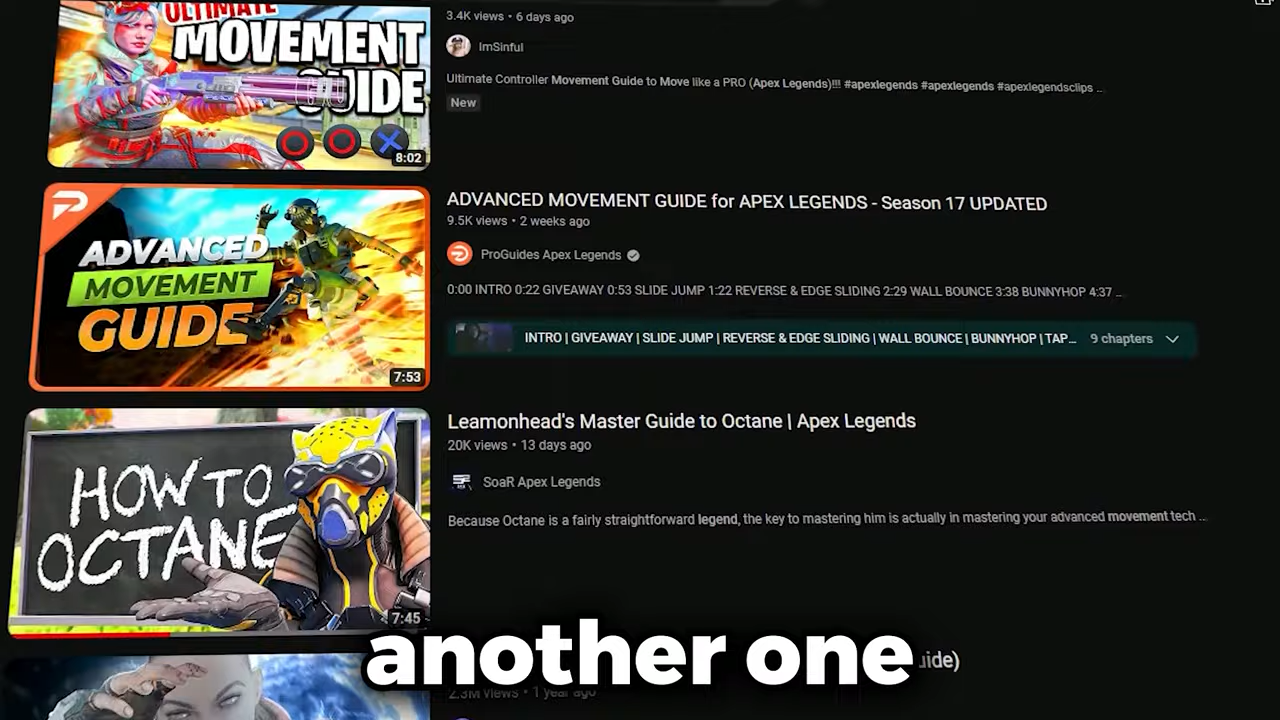 ULTIMATE
MOVEMENT
GUIDE
8:02
3.4K views • 6 days ago
ImSinful
Ultimate Controller Movement Guide to Move like a PRO (Apex Legends)!!! #apexlegends #apexlegends #apexlegendsclips ...
New
ADVANCED
MOVEMENT
GUIDE
7:53
ADVANCED MOVEMENT GUIDE for APEX LEGENDS - Season 17 UPDATED
9.5K views • 2 weeks ago
ProGuides Apex Legends
0:00 INTRO 0:22 GIVEAWAY 0:53 SLIDE JUMP 1:22 REVERSE & EDGE SLIDING 2:29 WALL BOUNCE 3:38 BUNNYHOP 4:37 ...
INTRO | GIVEAWAY | SLIDE JUMP | REVERSE & EDGE SLIDING | WALL BOUNCE | BUNNYHOP | TAP... 9 chapters
HOW TO
OCTANE
7:45
Leamonhead's Master Guide to Octane | Apex Legends
20K views • 13 days ago
SoaR Apex Legends
Because Octane is a fairly straightforward legend, the key to mastering him is actually in mastering your advanced movement tech ...
another one
uide)
2.3M views • 1 year ago